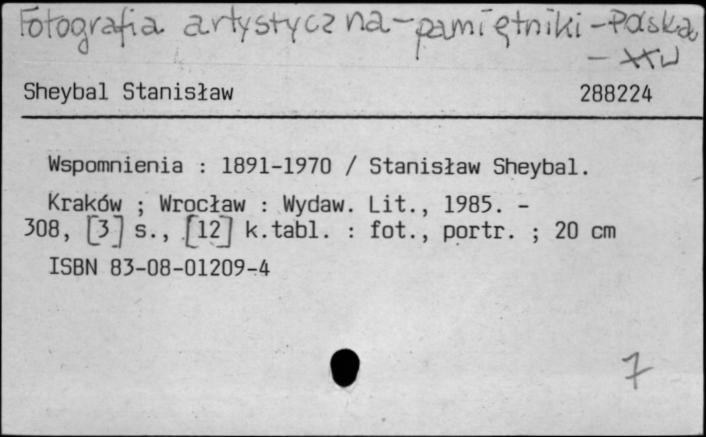 Fotografia artystyczna - pamiętniki - Polska
- XX w
Sheybal Stanisław 288224
Wspomnienia : 1891-1970 / Stanisław Sheybal.
Kraków ; Wrocław : Wydaw. Lit., 1985. -
308, [3] s., [12] k.tabl. : fot., portr. ; 20 cm
ISBN 83-08-01209-4
7